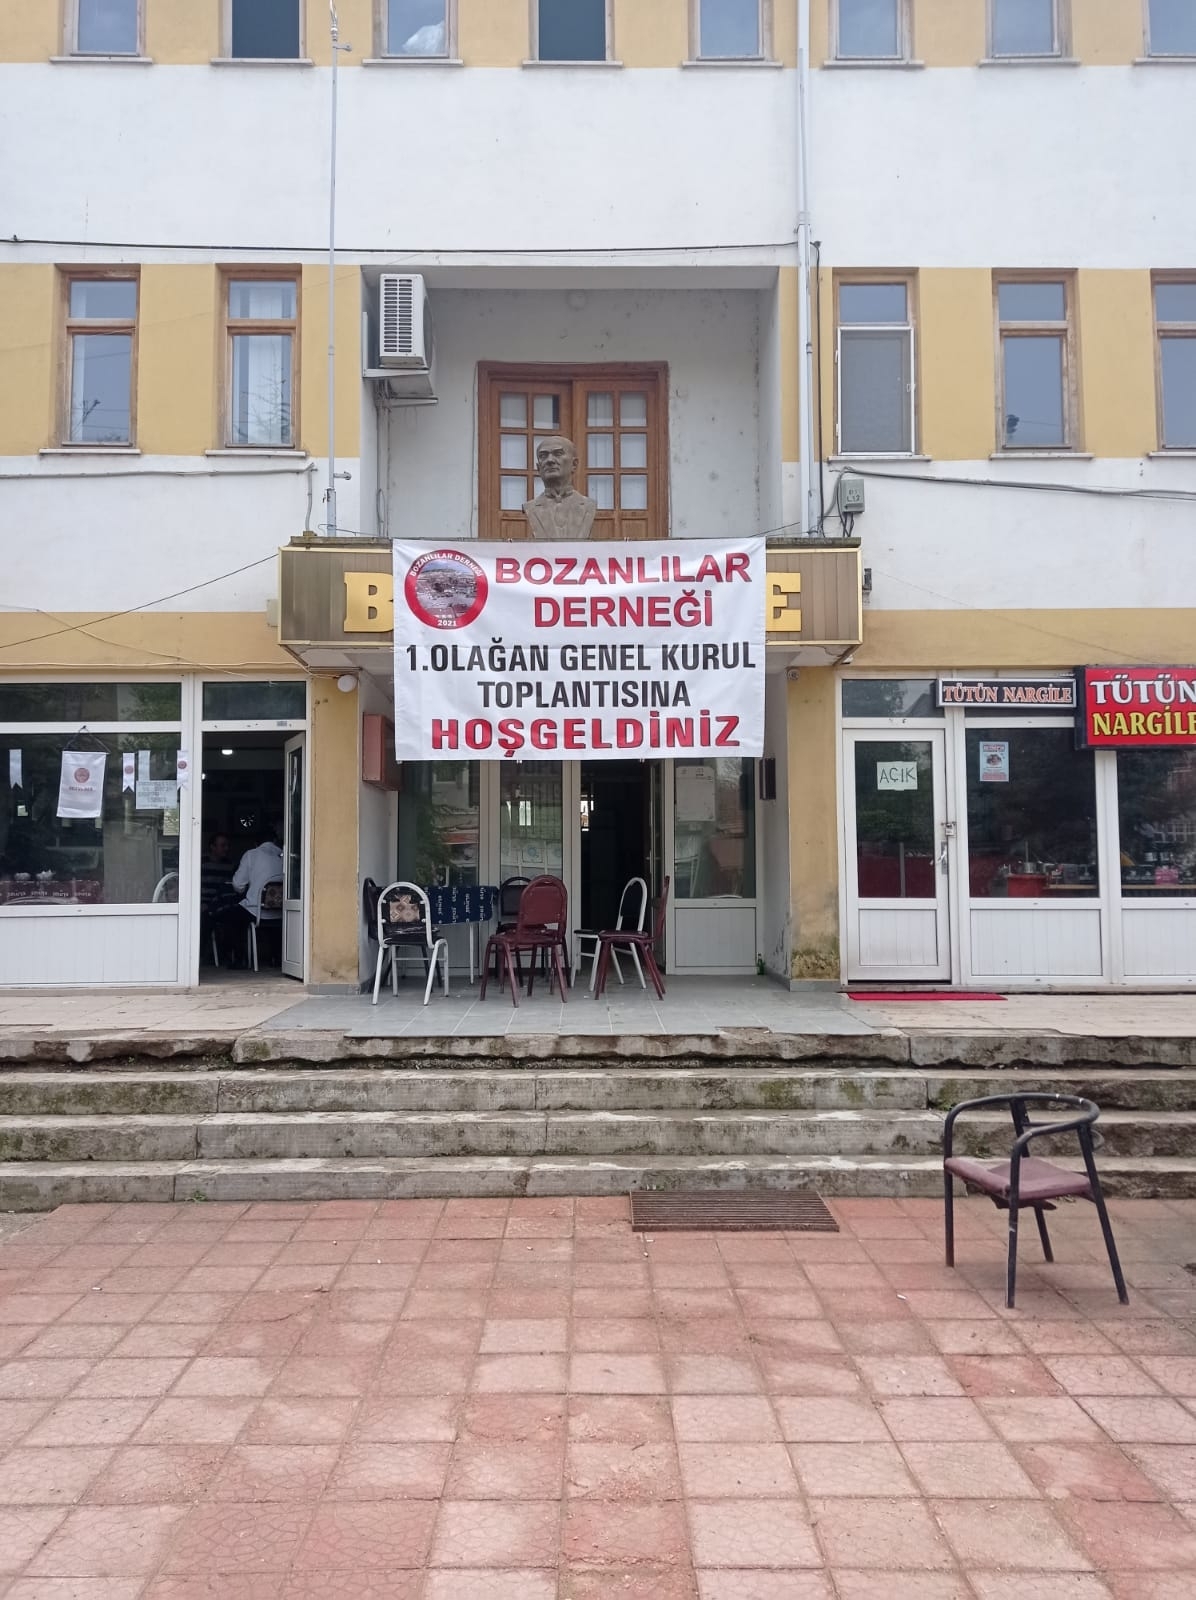 BOZANLILAR DERNEĞİ
2021
BOZANLILAR
DERNEĞİ
1.OLAĞAN GENEL KURUL
TOPLANTISINA
HOŞGELDİNİZ
B
E
TÜTÜN NARGİLE
TÜTÜN
NARGİLE
AÇIK